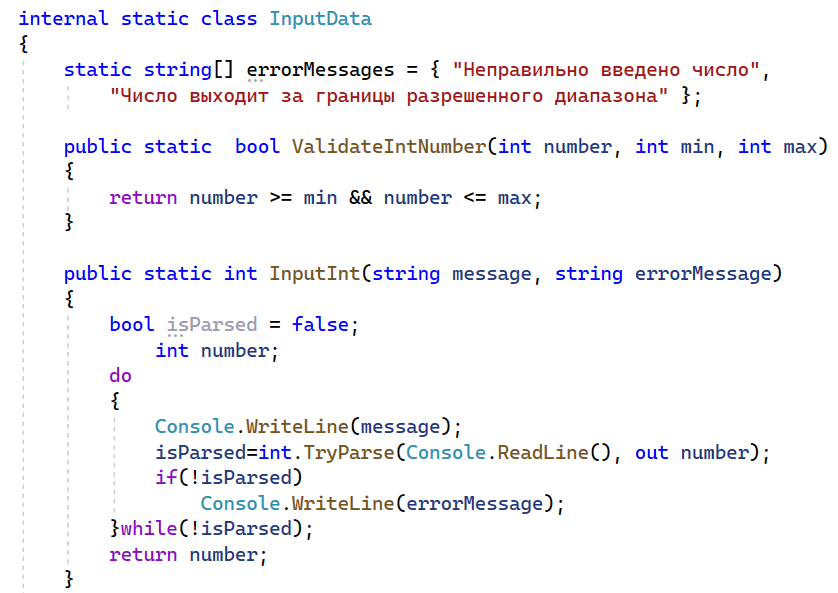 internal static class InputData
{
    static string[] errorMessages = { "Неправильно введено число",
        "Число выходит за границы разрешенного диапазона" };

    public static  bool ValidateIntNumber(int number, int min, int max)
    {
        return number >= min && number <= max;
    }

    public static int InputInt(string message, string errorMessage)
    {
        bool isParsed = false;
            int number;
        do
        {
            Console.WriteLine(message);
            isParsed=int.TryParse(Console.ReadLine(), out number);
            if(!isParsed)
                Console.WriteLine(errorMessage);
        }while(!isParsed);
        return number;
    }